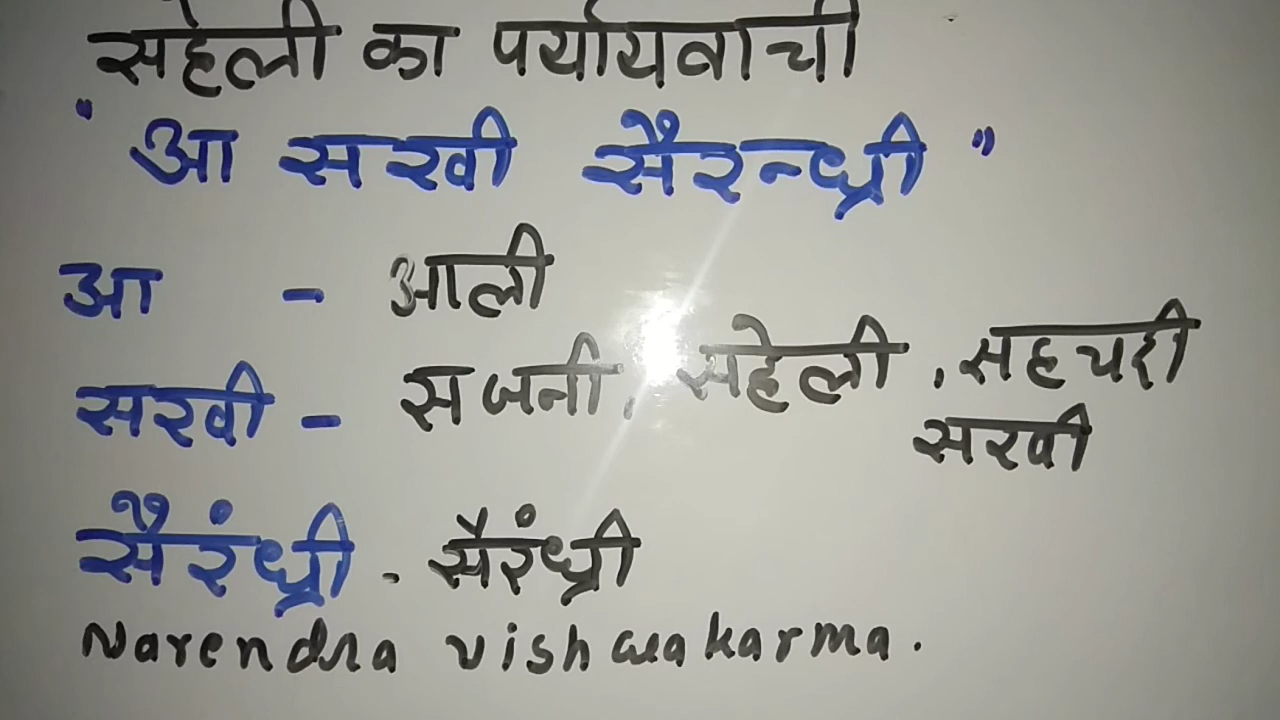 सहेली का पर्यायवाची
" आ सखी सैरन्ध्री "
आ - आली
सखी - सजनी, सहेली, सहचरी
सखी
सैरंध्री - सैरंध्री
Narendra vishwakarma.